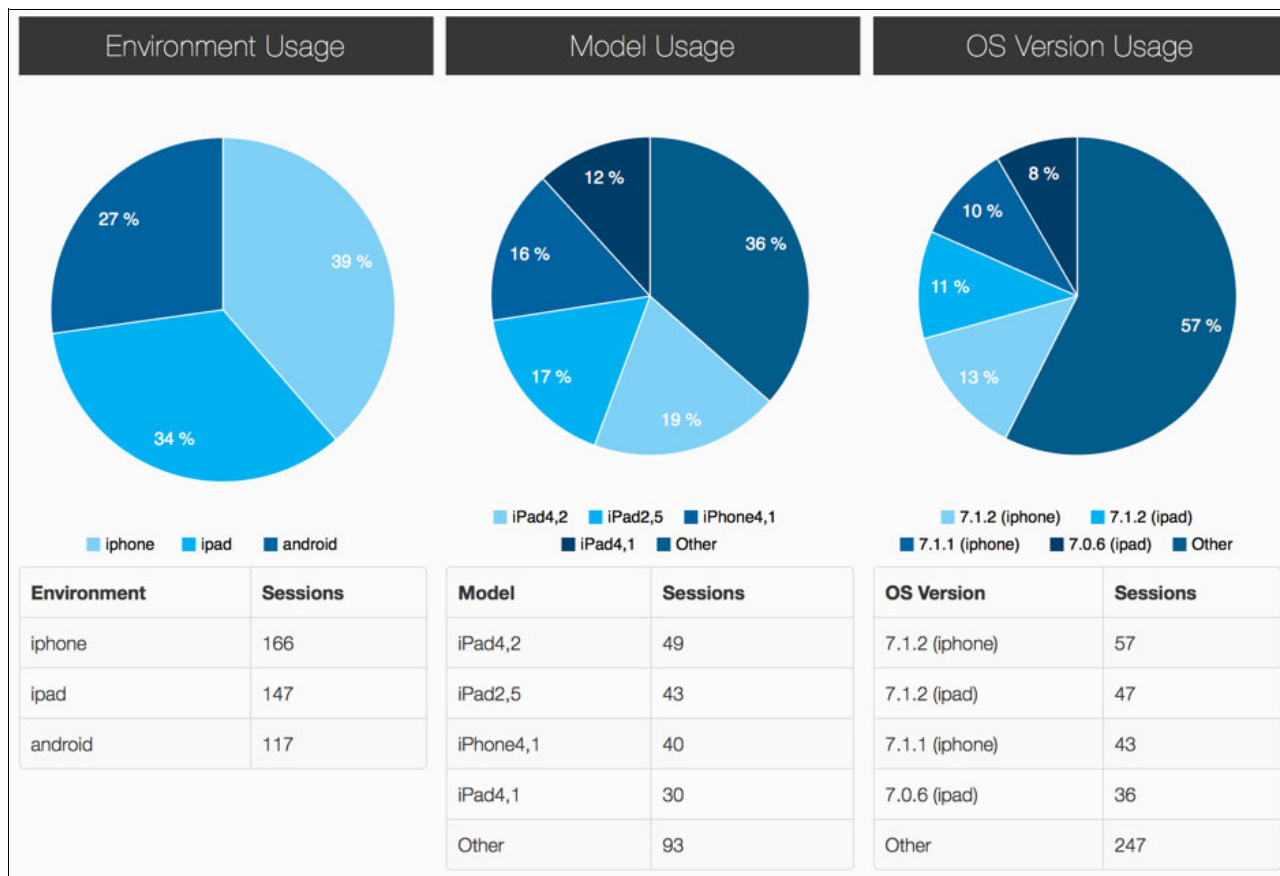 Environment Usage
27 %
39 %
34 %
iphone ipad android
Environment Sessions
iphone 166
ipad 147
android 117
Model Usage
12 %
36 %
16 %
17 %
19 %
iPad4,2 iPad2,5 iPhone4,1
iPad4,1 Other
Model Sessions
iPad4,2 49
iPad2,5 43
iPhone4,1 40
iPad4,1 30
Other 93
OS Version Usage
8 %
10 %
11 %
57 %
13 %
7.1.2 (iphone) 7.1.2 (ipad)
7.1.1 (iphone) 7.0.6 (ipad) Other
OS Version Sessions
7.1.2 (iphone) 57
7.1.2 (ipad) 47
7.1.1 (iphone) 43
7.0.6 (ipad) 36
Other 247